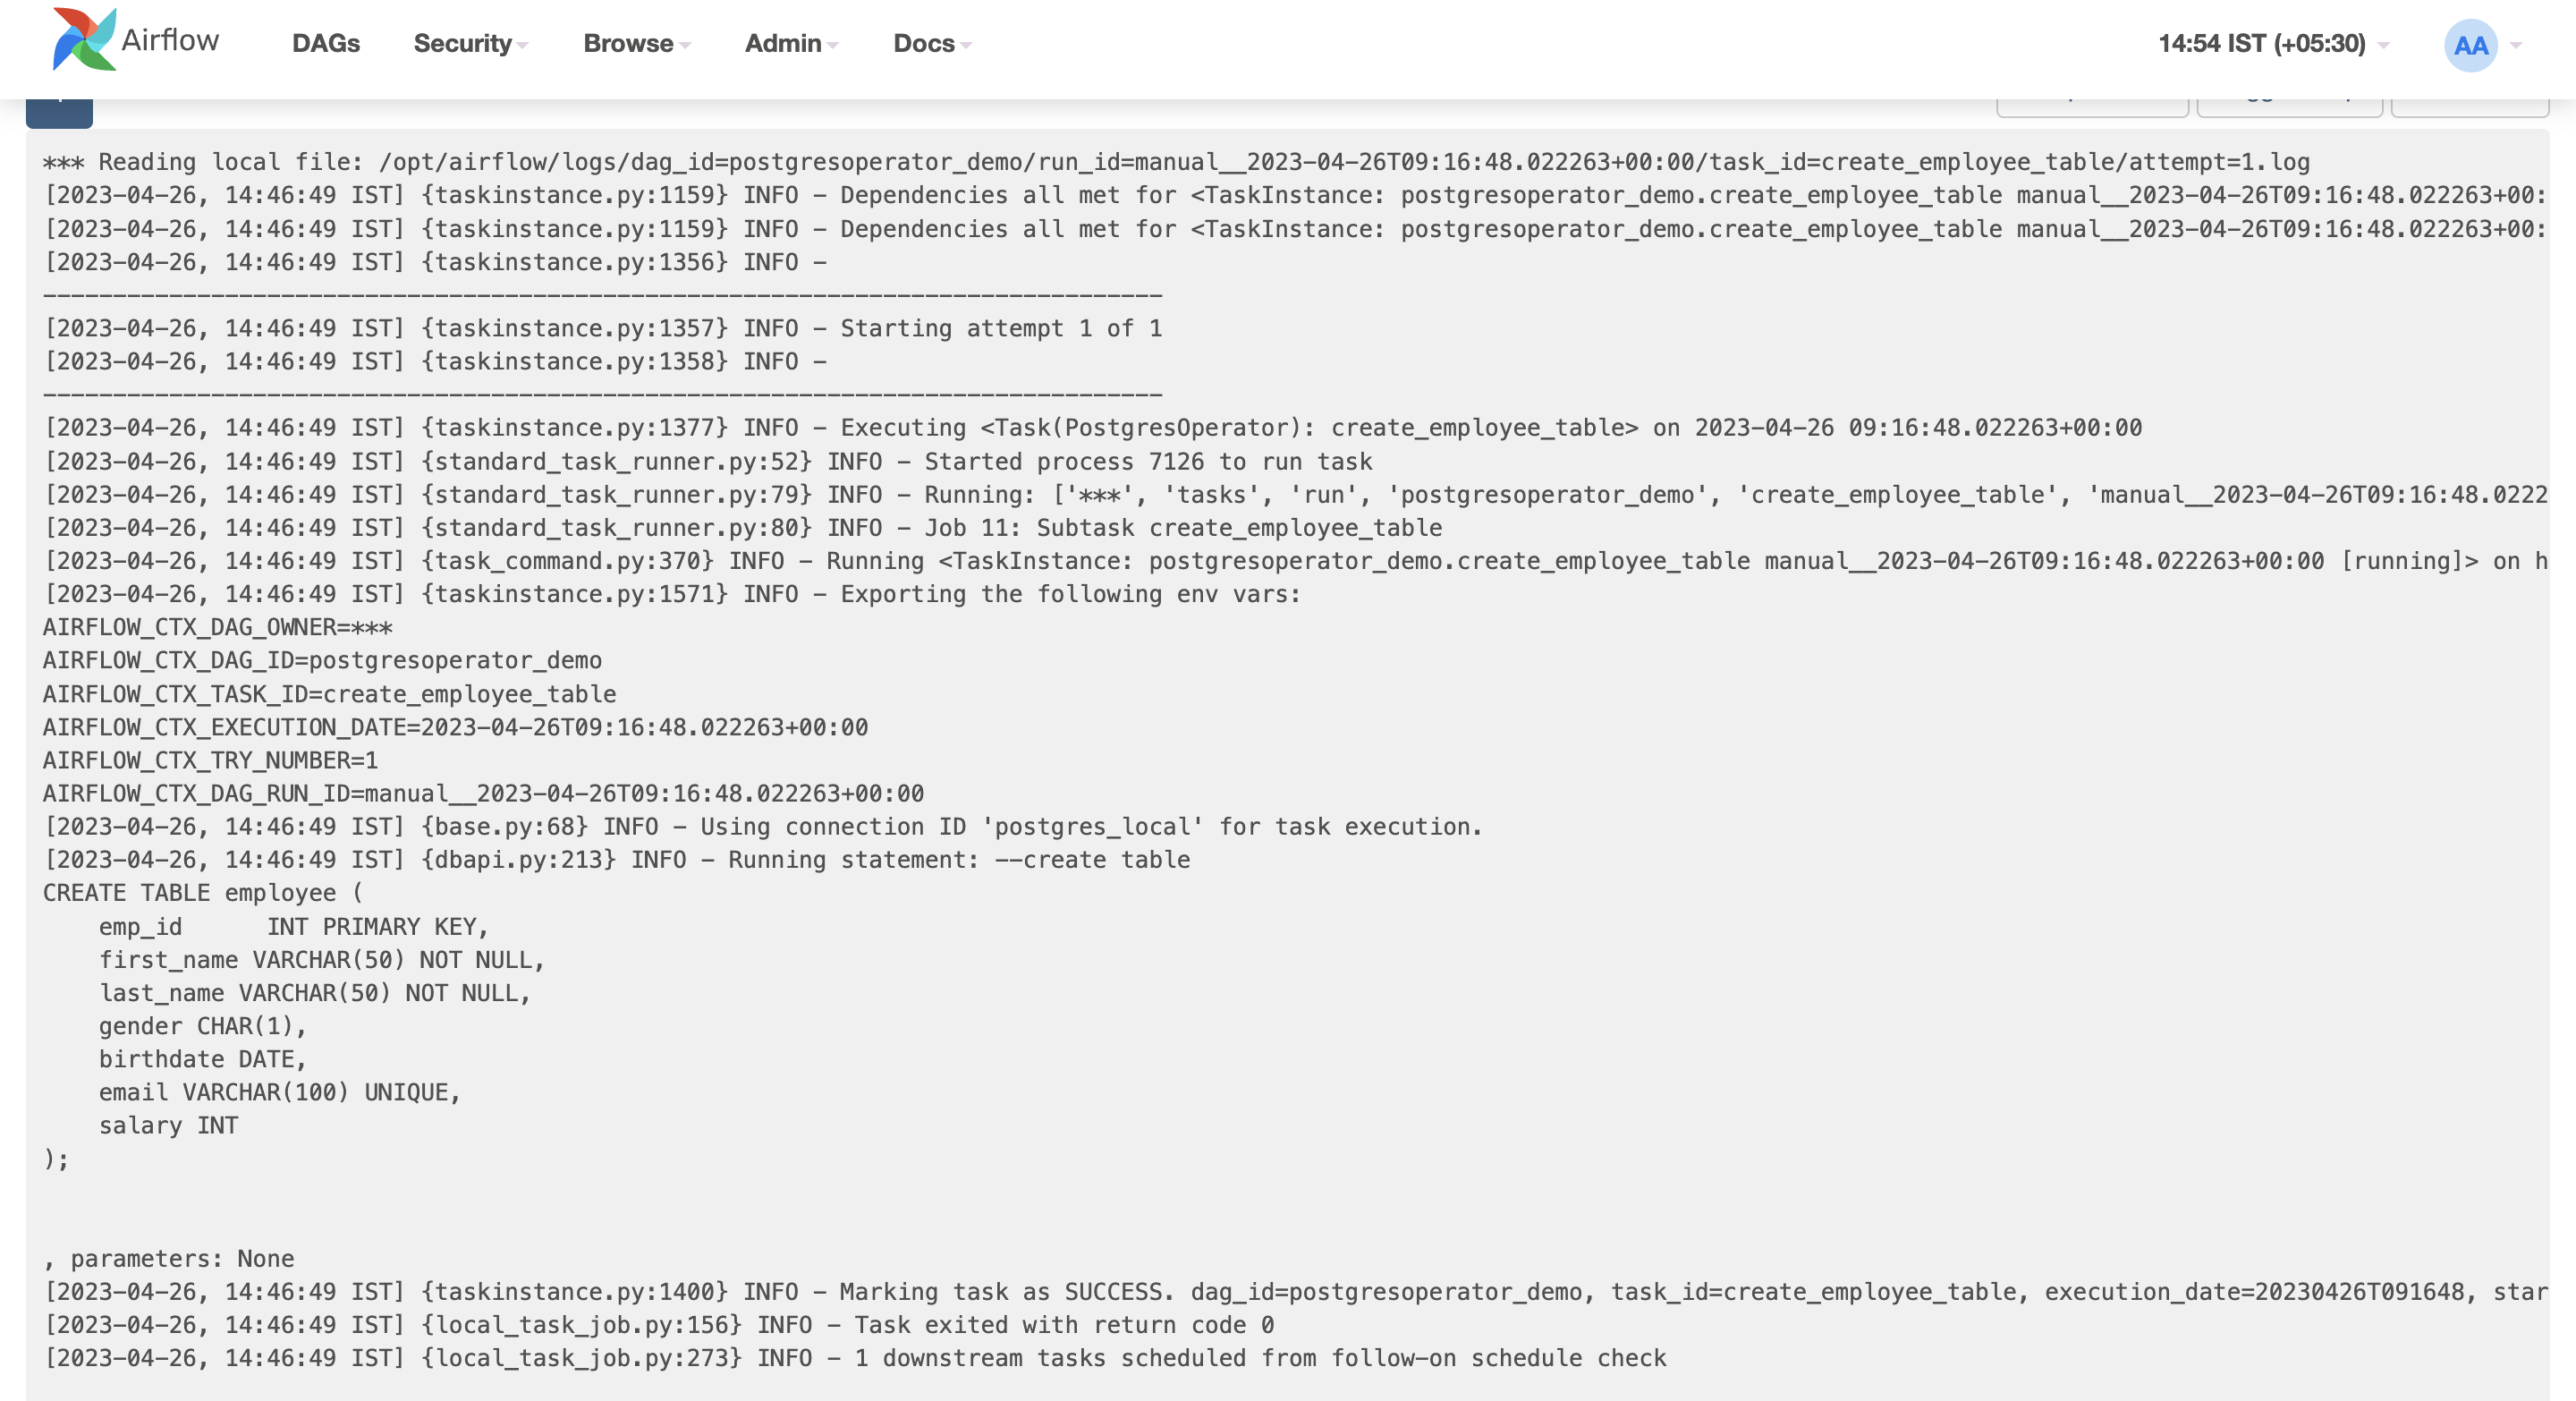 Airflow DAGs Security Browse Admin Docs 14:54 IST (+05:30) AA
*** Reading local file: /opt/airflow/logs/dag_id=postgresoperator_demo/run_id=manual__2023-04-26T09:16:48.022263+00:00/task_id=create_employee_table/attempt=1.log
[2023-04-26, 14:46:49 IST] {taskinstance.py:1159} INFO - Dependencies all met for <TaskInstance: postgresoperator_demo.create_employee_table manual__2023-04-26T09:16:48.022263+00:
[2023-04-26, 14:46:49 IST] {taskinstance.py:1159} INFO - Dependencies all met for <TaskInstance: postgresoperator_demo.create_employee_table manual__2023-04-26T09:16:48.022263+00:
[2023-04-26, 14:46:49 IST] {taskinstance.py:1356} INFO -
--------------------------------------------------------------------------------
[2023-04-26, 14:46:49 IST] {taskinstance.py:1357} INFO - Starting attempt 1 of 1
[2023-04-26, 14:46:49 IST] {taskinstance.py:1358} INFO -
--------------------------------------------------------------------------------
[2023-04-26, 14:46:49 IST] {taskinstance.py:1377} INFO - Executing <Task(PostgresOperator): create_employee_table> on 2023-04-26 09:16:48.022263+00:00
[2023-04-26, 14:46:49 IST] {standard_task_runner.py:52} INFO - Started process 7126 to run task
[2023-04-26, 14:46:49 IST] {standard_task_runner.py:79} INFO - Running: ['***', 'tasks', 'run', 'postgresoperator_demo', 'create_employee_table', 'manual__2023-04-26T09:16:48.0222
[2023-04-26, 14:46:49 IST] {standard_task_runner.py:80} INFO - Job 11: Subtask create_employee_table
[2023-04-26, 14:46:49 IST] {task_command.py:370} INFO - Running <TaskInstance: postgresoperator_demo.create_employee_table manual__2023-04-26T09:16:48.022263+00:00 [running]> on h
[2023-04-26, 14:46:49 IST] {taskinstance.py:1571} INFO - Exporting the following env vars:
AIRFLOW_CTX_DAG_OWNER=***
AIRFLOW_CTX_DAG_ID=postgresoperator_demo
AIRFLOW_CTX_TASK_ID=create_employee_table
AIRFLOW_CTX_EXECUTION_DATE=2023-04-26T09:16:48.022263+00:00
AIRFLOW_CTX_TRY_NUMBER=1
AIRFLOW_CTX_DAG_RUN_ID=manual__2023-04-26T09:16:48.022263+00:00
[2023-04-26, 14:46:49 IST] {base.py:68} INFO - Using connection ID 'postgres_local' for task execution.
[2023-04-26, 14:46:49 IST] {dbapi.py:213} INFO - Running statement: --create table
CREATE TABLE employee (
    emp_id      INT PRIMARY KEY,
    first_name VARCHAR(50) NOT NULL,
    last_name VARCHAR(50) NOT NULL,
    gender CHAR(1),
    birthdate DATE,
    email VARCHAR(100) UNIQUE,
    salary INT
);
, parameters: None
[2023-04-26, 14:46:49 IST] {taskinstance.py:1400} INFO - Marking task as SUCCESS. dag_id=postgresoperator_demo, task_id=create_employee_table, execution_date=20230426T091648, star
[2023-04-26, 14:46:49 IST] {local_task_job.py:156} INFO - Task exited with return code 0
[2023-04-26, 14:46:49 IST] {local_task_job.py:273} INFO - 1 downstream tasks scheduled from follow-on schedule check